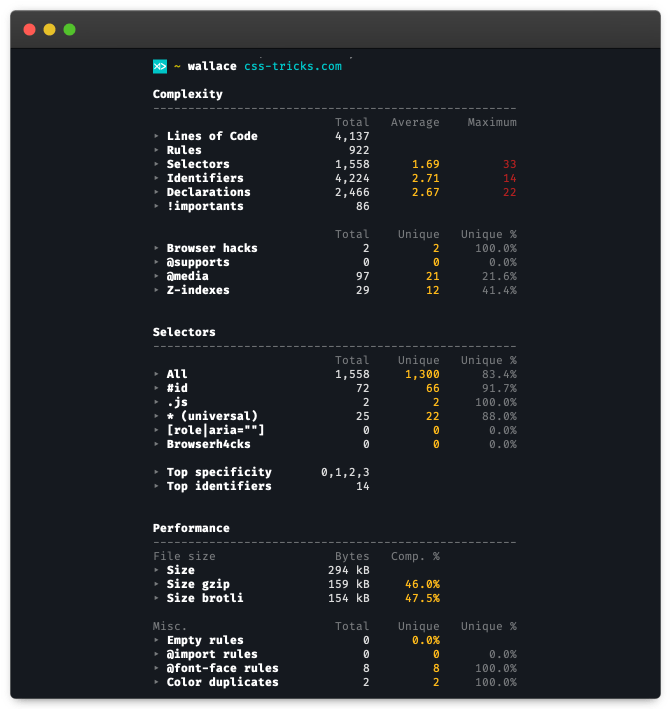 ~ wallace css-tricks.com
Complexity
----------------------------------------------------
Total Average Maximum
‣ Lines of Code 4,137
‣ Rules 922
‣ Selectors 1,558 1.69 33
‣ Identifiers 4,224 2.71 14
‣ Declarations 2,466 2.67 22
‣ !importants 86
Total Unique Unique %
‣ Browser hacks 2 2 100.0%
‣ @supports 0 0 0.0%
‣ @media 97 21 21.6%
‣ Z-indexes 29 12 41.4%
Selectors
----------------------------------------------------
Total Unique Unique %
‣ All 1,558 1,300 83.4%
‣ #id 72 66 91.7%
‣ .js 2 2 100.0%
‣ * (universal) 25 22 88.0%
‣ [role|aria=""] 0 0 0.0%
‣ Browserh4cks 0 0 0.0%
‣ Top specificity 0,1,2,3
‣ Top identifiers 14
Performance
----------------------------------------------------
File size Bytes Comp. %
‣ Size 294 kB
‣ Size gzip 159 kB 46.0%
‣ Size brotli 154 kB 47.5%
Misc. Total Unique Unique %
‣ Empty rules 0 0.0%
‣ @import rules 0 0 0.0%
‣ @font-face rules 8 8 100.0%
‣ Color duplicates 2 2 100.0%